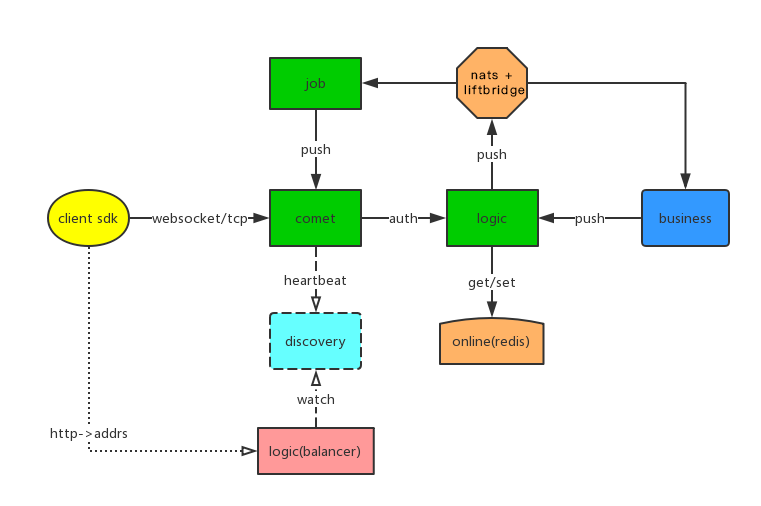 nats +
liftbridge
job
push
push
client sdk
websocket/tcp
comet
auth
logic
push
business
heartbeat
get/set
discovery
online(redis)
watch
http->addrs
logic(balancer)